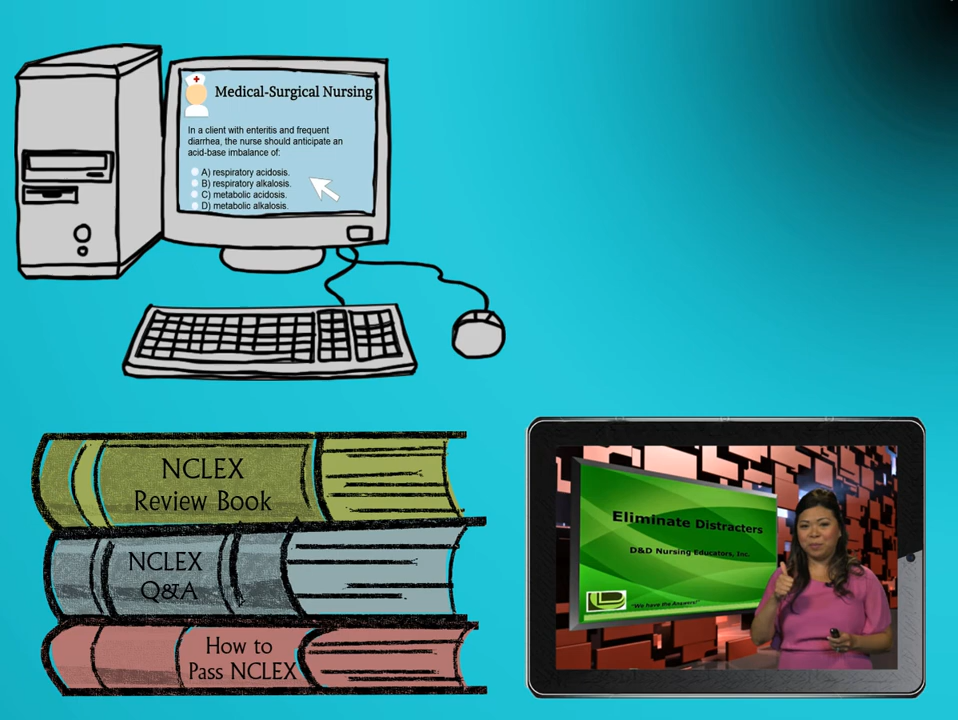 Medical-Surgical Nursing
In a client with enteritis and frequent
diarrhea, the nurse should anticipate an
acid-base imbalance of:
A) respiratory acidosis.
B) respiratory alkalosis.
C) metabolic acidosis.
D) metabolic alkalosis.
NCLEX
Review Book
NCLEX
Q&A
How to
Pass NCLEX
Eliminate Distracters
D&D Nursing Educators, Inc.
"We have the Answers!"